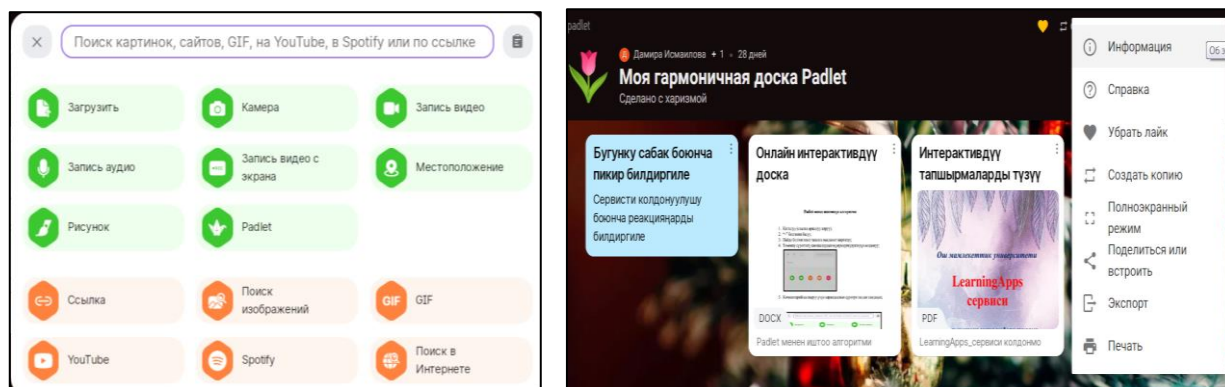 Поиск картинок, сайтов, GIF, на YouTube, в Spotify или по ссылке
Загрузить
Камера
Запись видео
Запись аудио
Запись видео с
экрана
Местоположение
Рисунок
Padlet
Ссылка
Поиск
изображений
GIF
GIF
YouTube
Spotify
Поиск в
Интернете
padlet
Дамира Исмаилова + 1 • 28 дней
Моя гармоничная доска Padlet
Сделано с харизмой
Бугунку сабак боюнча
пикир билдиргиле
Сервисти колдонуулушу
боюнча реакцияңарды
билдиргиле
Онлайн интерактивдүү
доска
DOCX
Padlet менен иштоо алгоритми
Интерактивдүү
тапшырмаларды түзүү
Ош мамлекеттик университети
LearningApps
сервиси
PDF
LearningApps_сервиси колдонмо
Информация
Справка
Убрать лайк
Создать копию
Полноэкранный
режим
Поделиться или
встроить
Экспорт
Печать